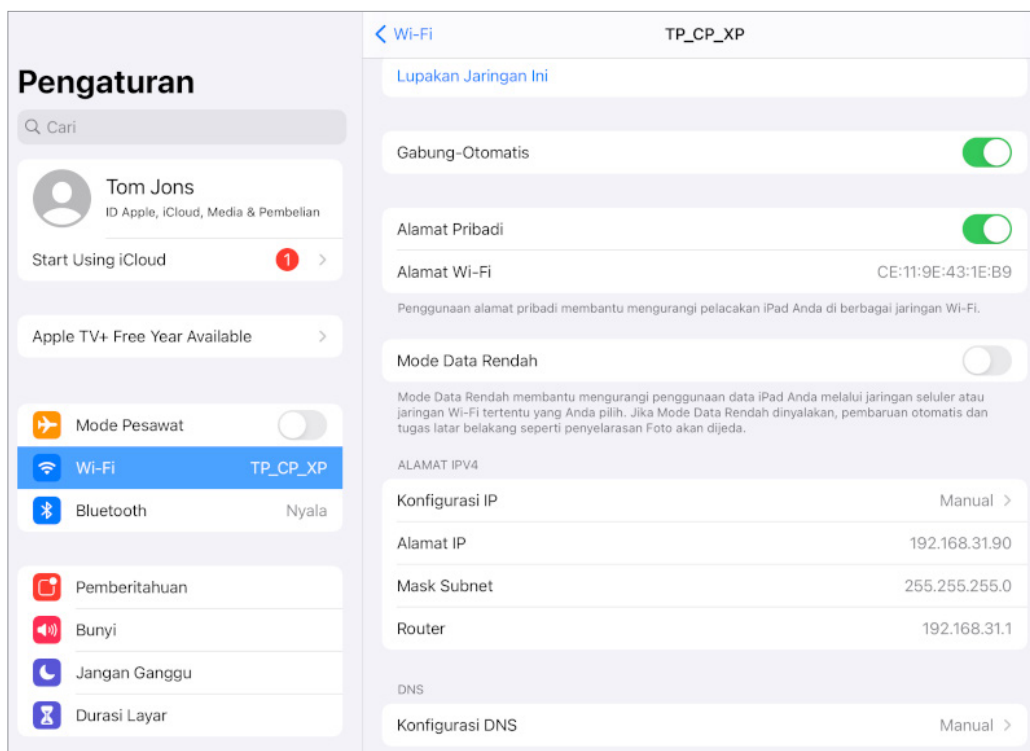 Pengaturan
Cari
Tom Jons
ID Apple, iCloud, Media & Pembelian
Start Using iCloud 1
Apple TV+ Free Year Available
Mode Pesawat
Wi-Fi TP_CP_XP
Bluetooth Nyala
Pemberitahuan
Bunyi
Jangan Ganggu
Durasi Layar
Wi-Fi TP_CP_XP
Lupakan Jaringan Ini
Gabung-Otomatis
Alamat Pribadi
Alamat Wi-Fi CE:11:9E:43:1E:B9
Penggunaan alamat pribadi membantu mengurangi pelacakan iPad Anda di berbagai jaringan Wi-Fi.
Mode Data Rendah
Mode Data Rendah membantu mengurangi penggunaan data iPad Anda melalui jaringan seluler atau
jaringan Wi-Fi tertentu yang Anda pilih. Jika Mode Data Rendah dinyalakan, pembaruan otomatis dan
tugas latar belakang seperti penyelarasan Foto akan dijeda.
ALAMAT IPV4
Konfigurasi IP Manual
Alamat IP 192.168.31.90
Mask Subnet 255.255.255.0
Router 192.168.31.1
DNS
Konfigurasi DNS Manual